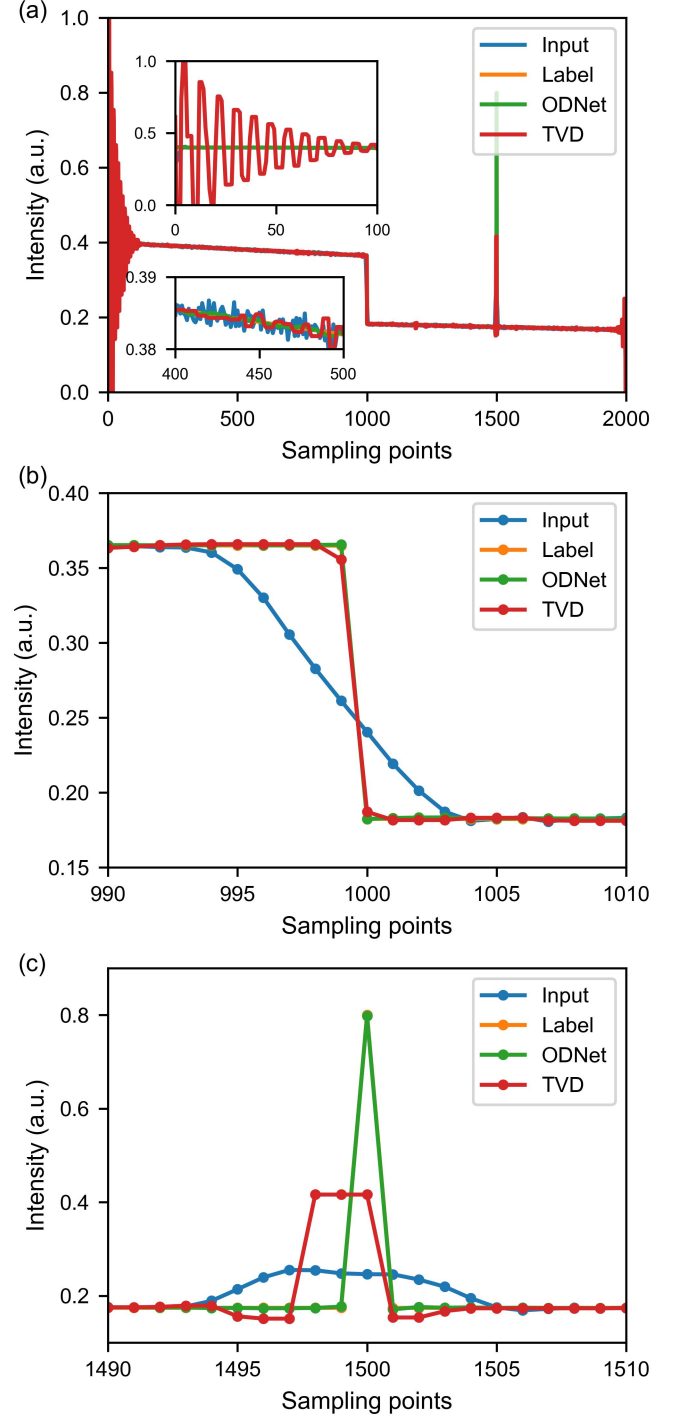 (a)
Intensity (a.u.)
1.0
0.8
0.6
0.4
0.2
0.0
Input
Label
ODNet
TVD
1.0
0.5
0.0
0 50 100
0.39
0.38
400 450 500
0 500 1000 1500 2000
Sampling points
(b)
Intensity (a.u.)
0.40
0.35
0.30
0.25
0.20
0.15
Input
Label
ODNet
TVD
990 995 1000 1005 1010
Sampling points
(c)
Intensity (a.u.)
0.8
0.6
0.4
0.2
Input
Label
ODNet
TVD
1490 1495 1500 1505 1510
Sampling points